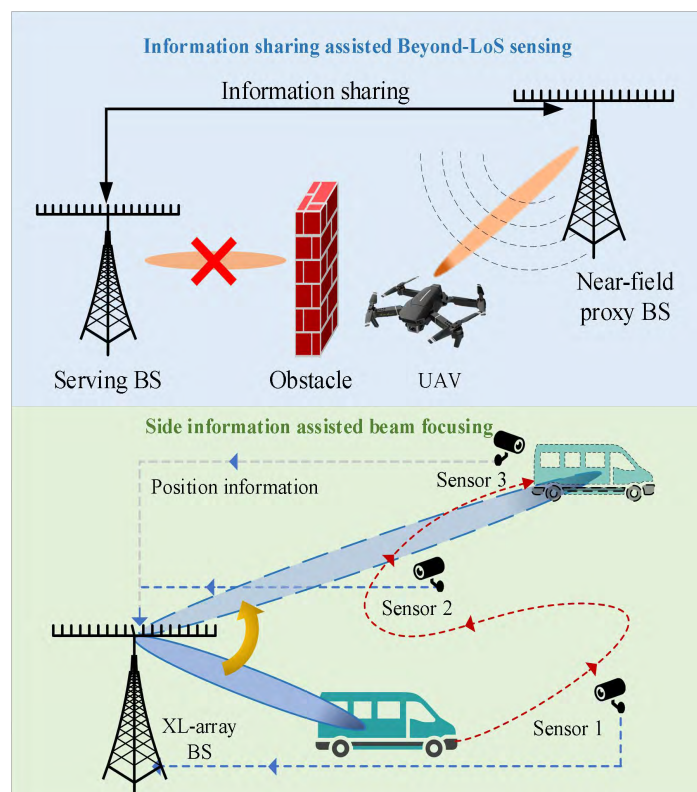 Information sharing assisted Beyond-LoS sensing
Information sharing
Near-field
proxy BS
Serving BS
Obstacle
UAV
Side information assisted beam focusing
Position information
Sensor 3
Sensor 2
Sensor 1
XL-array
BS